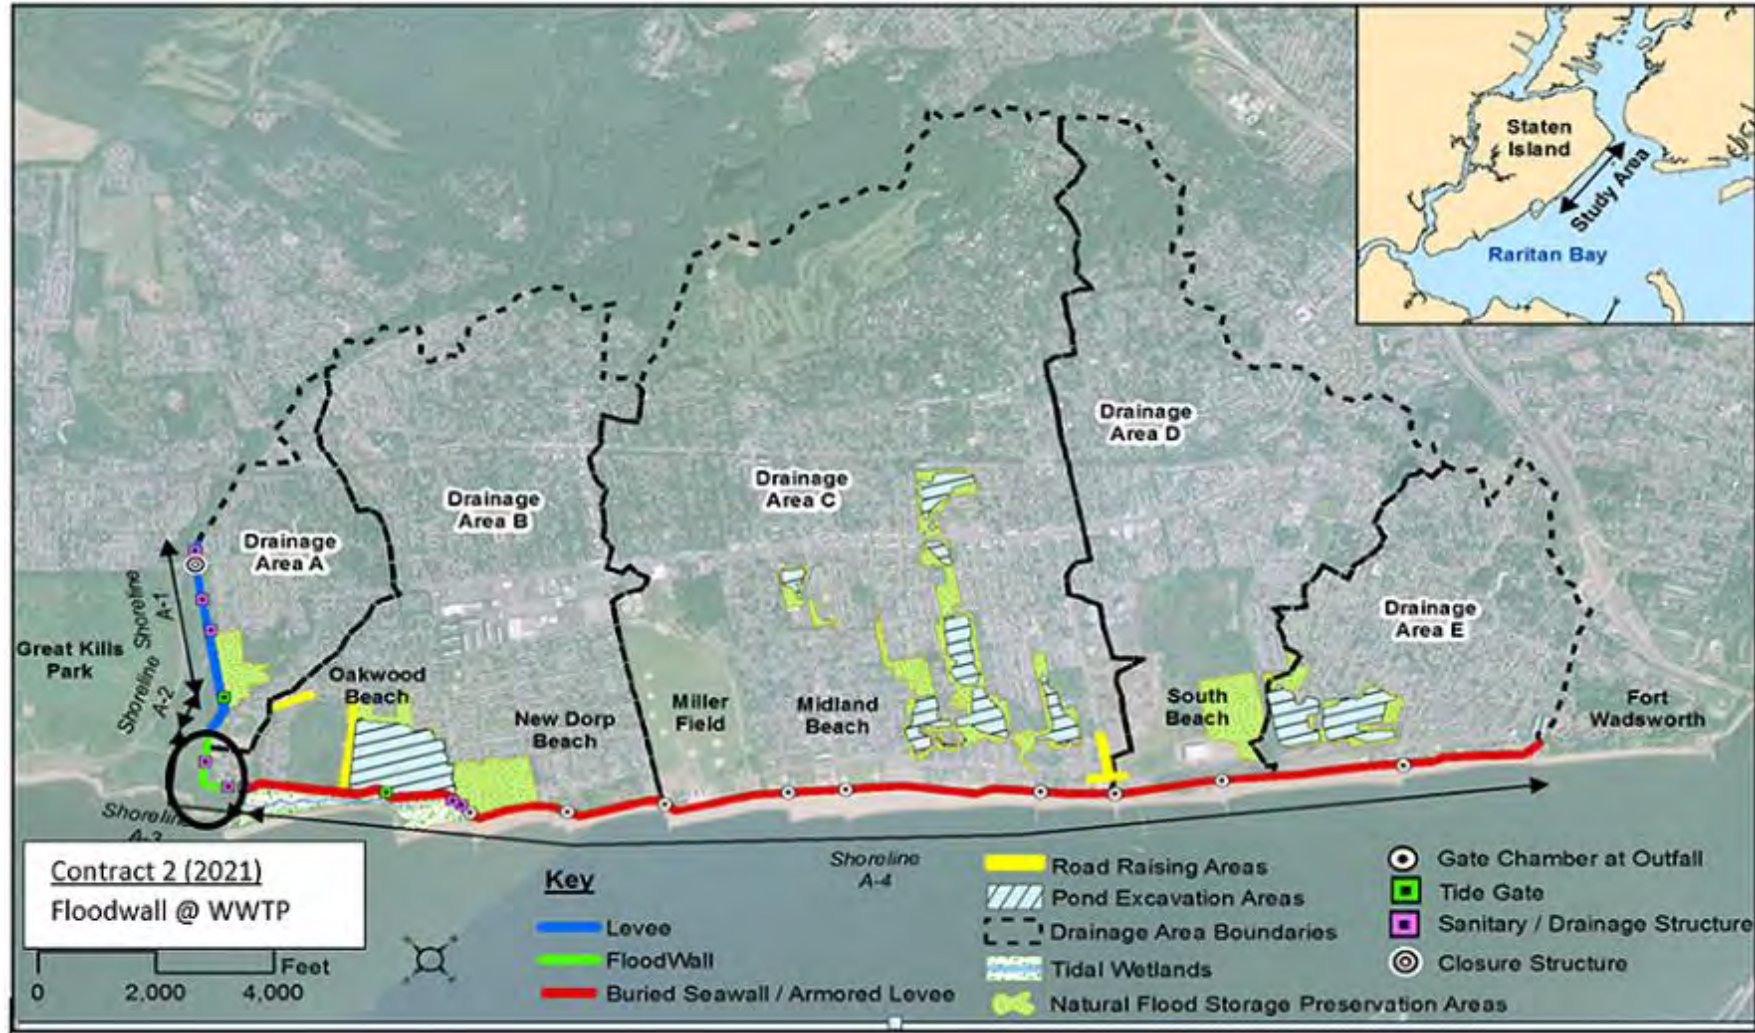 Staten
Island
Study Area
Raritan Bay
Drainage
Area A
Drainage
Area B
Drainage
Area C
Drainage
Area D
Drainage
Area E
Shoreline
A-1
Shoreline
A-2
Great Kills
Park
Oakwood
Beach
New Dorp
Beach
Miller
Field
Midland
Beach
South
Beach
Fort
Wadsworth
Shoreline
A-3
Shoreline
A-4
Contract 2 (2021)
Floodwall @ WWTP
Feet
0 2,000 4,000
Key
Levee
FloodWall
Buried Seawall / Armored Levee
Road Raising Areas
Pond Excavation Areas
Drainage Area Boundaries
Tidal Wetlands
Natural Flood Storage Preservation Areas
Gate Chamber at Outfall
Tide Gate
Sanitary / Drainage Structure
Closure Structure